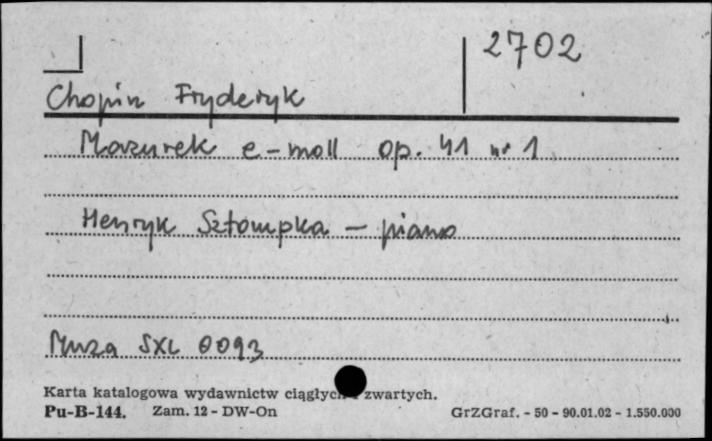 2702
Chopin Fryderyk
Mazurek e-moll op. 41 nr 1
Henryk Sztompka - piano
Muza SXL 0093
Karta katalogowa wydawnictw ciągłych i zwartych.
Pu-B-144. Zam. 12 - DW-On GrZGraf. - 50 - 90.01.02 - 1.550.000